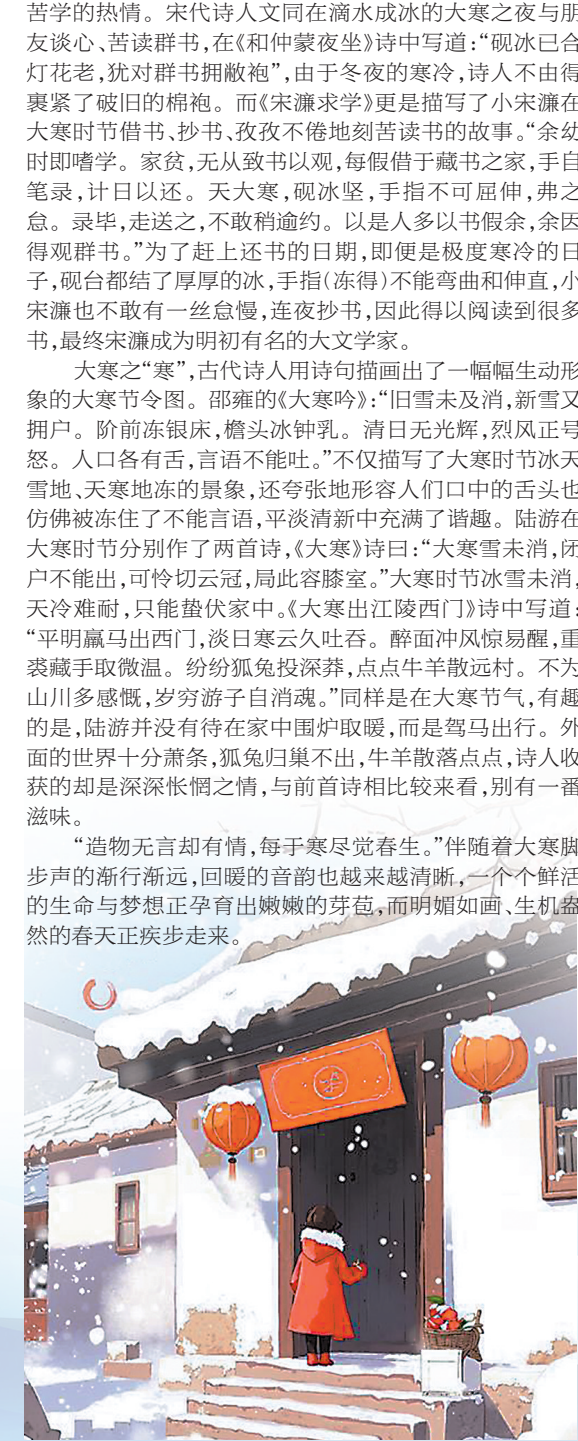 苦学的热情。宋代诗人文同在滴水成冰的大寒之夜与朋
友谈心、苦读群书,在《和仲蒙夜坐》诗中写道:“砚冰已合
灯花老,犹对群书拥敝袍”,由于冬夜的寒冷,诗人不由得
裹紧了破旧的棉袍。而《宋濂求学》更是描写了小宋濂在
大寒时节借书、抄书、孜孜不倦地刻苦读书的故事。“余幼
时即嗜学。家贫,无从致书以观,每假借于藏书之家,手自
笔录,计日以还。天大寒,砚冰坚,手指不可屈伸,弗之
怠。录毕,走送之,不敢稍逾约。以是人多以书假余,余因
得观群书。”为了赶上还书的日期,即便是极度寒冷的日
子,砚台都结了厚厚的冰,手指(冻得)不能弯曲和伸直,小
宋濂也不敢有一丝怠慢,连夜抄书,因此得以阅读到很多
书,最终宋濂成为明初有名的大文学家。
大寒之“寒”,古代诗人用诗句描画出了一幅幅生动形
象的大寒节令图。邵雍的《大寒吟》:“旧雪未及消,新雪又
拥户。阶前冻银床,檐头冰钟乳。清日无光辉,烈风正号
怒。人口各有舌,言语不能吐。”不仅描写了大寒时节冰天
雪地、天寒地冻的景象,还夸张地形容人们口中的舌头也
仿佛被冻住了不能言语,平淡清新中充满了谐趣。陆游在
大寒时节分别作了两首诗,《大寒》诗曰:“大寒雪未消,闭
户不能出,可怜切云冠,局此容膝室。”大寒时节冰雪未消,
天冷难耐,只能蛰伏家中。《大寒出江陵西门》诗中写道:
“平明羸马出西门,淡日寒云久吐吞。醉面冲风惊易醒,重
裘藏手取微温。纷纷狐兔投深莽,点点牛羊散远村。不为
山川多感慨,岁穷游子自消魂。”同样是在大寒节气,有趣
的是,陆游并没有待在家中围炉取暖,而是驾马出行。外
面的世界十分萧条,狐兔归巢不出,牛羊散落点点,诗人收
获的却是深深怅惘之情,与前首诗相比较来看,别有一番
滋味。
“造物无言却有情,每于寒尽觉春生。”伴随着大寒脚
步声的渐行渐远,回暖的音韵也越来越清晰,一个个鲜活
的生命与梦想正孕育出嫩嫩的芽苞,而明媚如画、生机盎
然的春天正疾步走来。